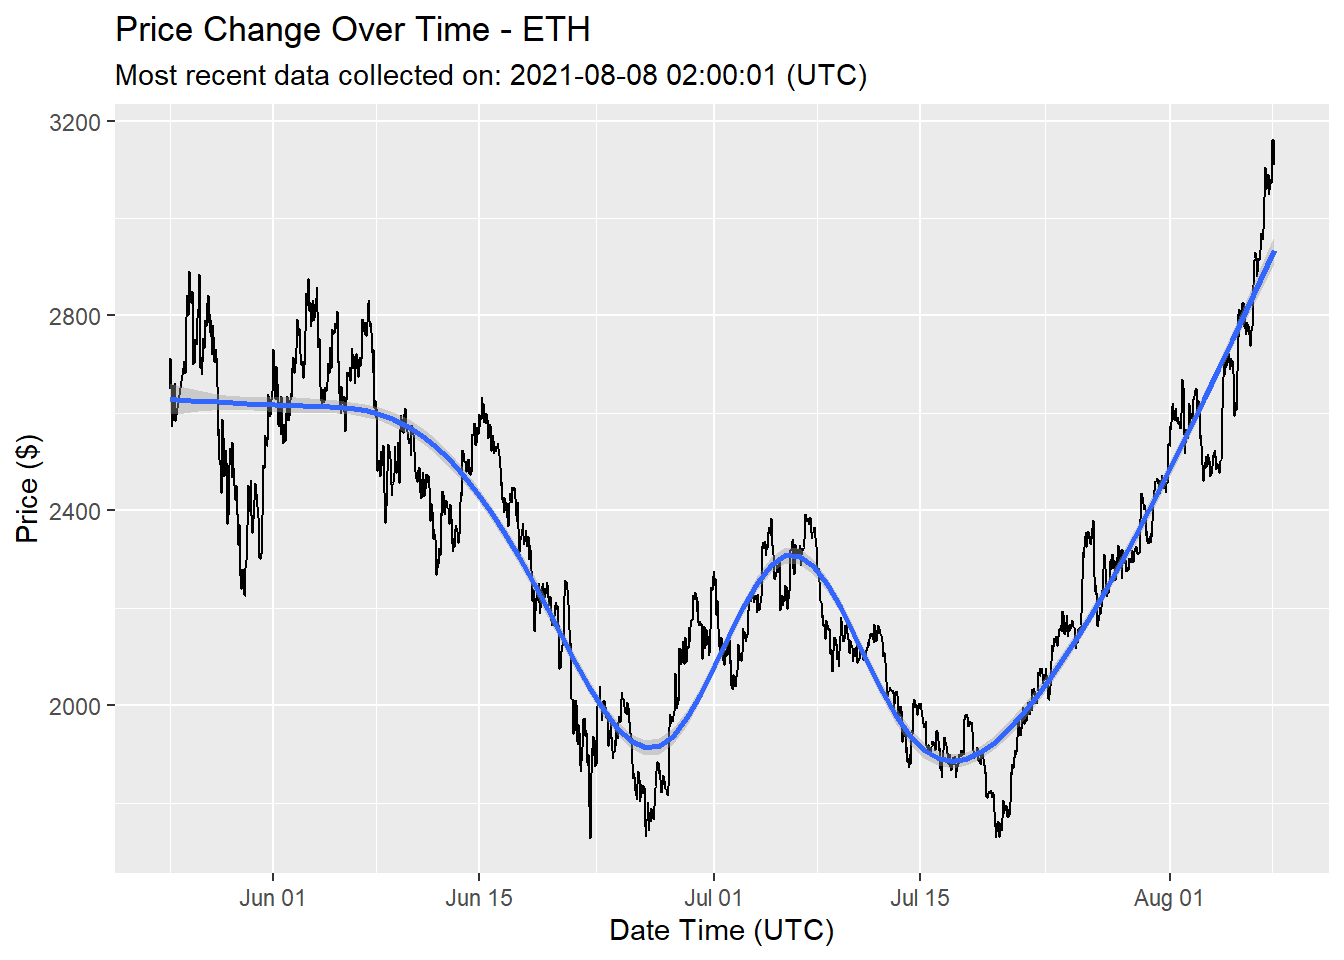 Price Change Over Time - ETH
Most recent data collected on: 2021-08-08 02:00:01 (UTC)
3200
2800
2400
2000
Price ($)
Jun 01
Jun 15
Jul 01
Jul 15
Aug 01
Date Time (UTC)